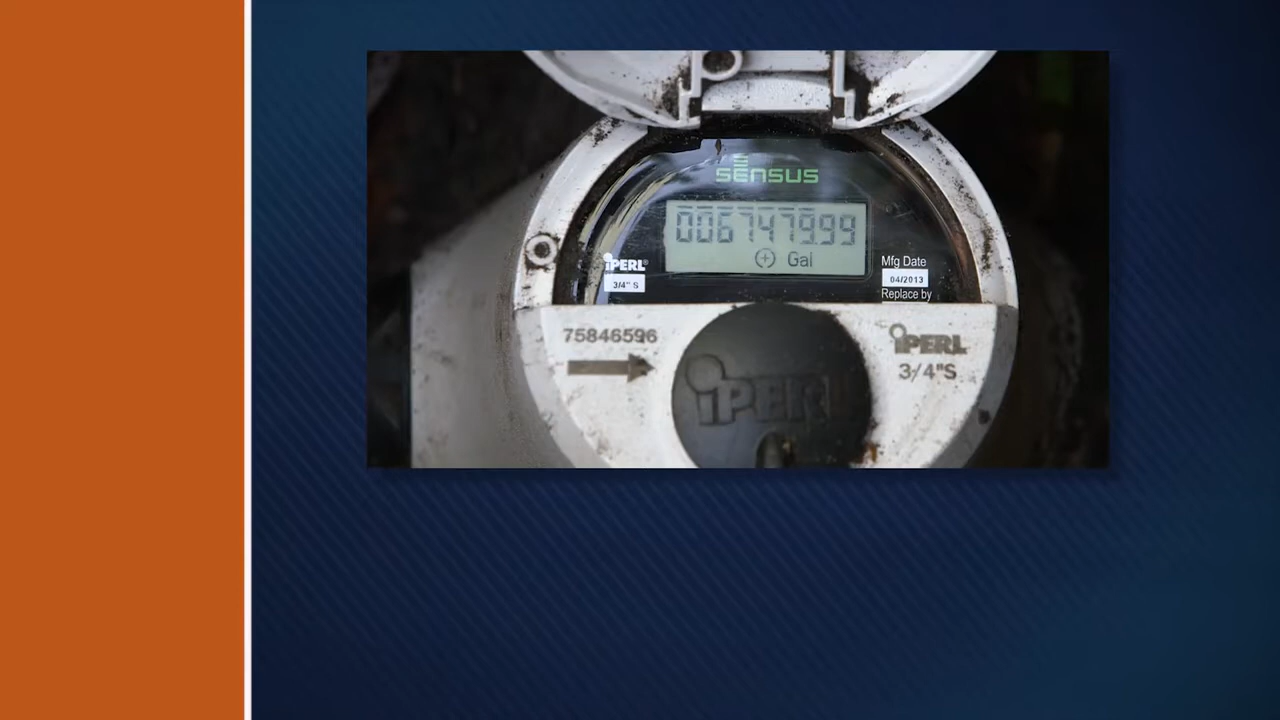 sensus
006747999
Gal
iPERL®
3/4" S
Mfg Date
04/2013
Replace by
75846596
iPERL
3/4"S
iPERL